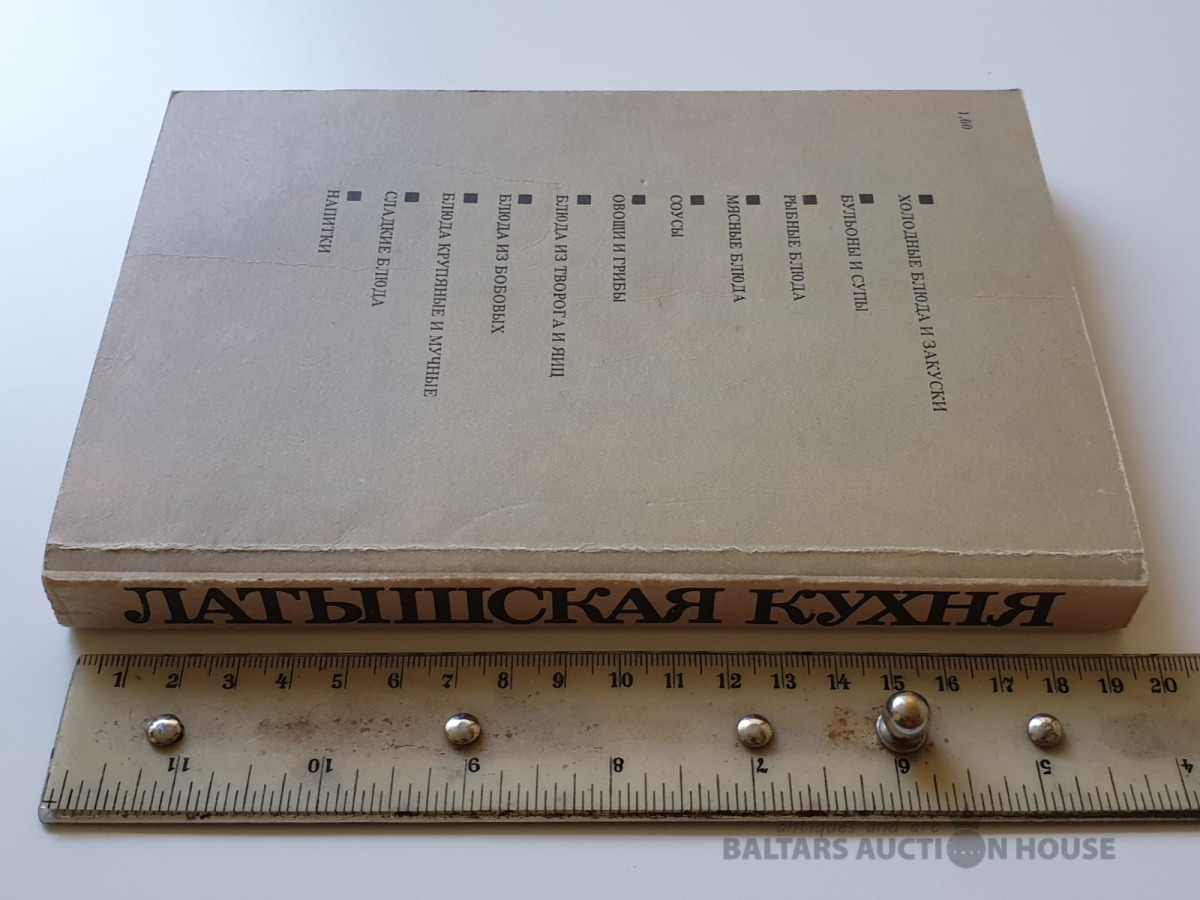 1,60
ХОЛОДНЫЕ БЛЮДА И ЗАКУСКИ
БУЛЬОНЫ И СУПЫ
РЫБНЫЕ БЛЮДА
МЯСНЫЕ БЛЮДА
СОУСЫ
ОВОЩИ И ГРИБЫ
БЛЮДА ИЗ ТВОРОГА И ЯИЦ
БЛЮДА ИЗ БОБОВЫХ
БЛЮДА КРУПЯНЫЕ И МУЧНЫЕ
СЛАДКИЕ БЛЮДА
НАПИТКИ
ЛАТЫШСКАЯ КУХНЯ
1 2 3 4 5 6 7 8 9 10 11 12 13 14 15 16 17 18 19 20
11 10 9 8 7 6 5 4
antiques and art
BALTARS AUCTION HOUSE